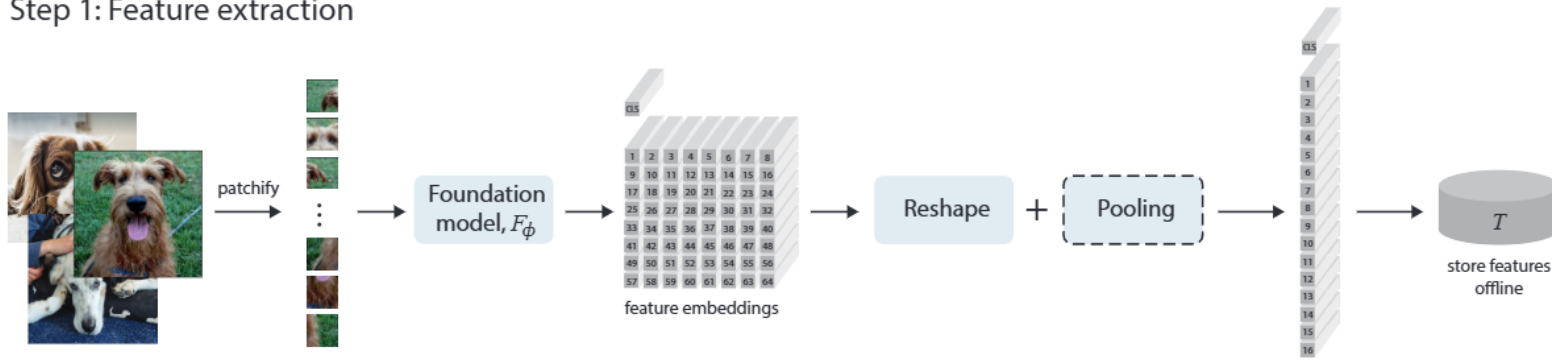 Step 1: Feature extraction
patchify
Foundation
model, F_ϕ
CLS
1 2 3 4 5 6 7 8
9 10 11 12 13 14 15 16
17 18 19 20 21 22 23 24
25 26 27 28 29 30 31 32
33 34 35 36 37 38 39 40
41 42 43 44 45 46 47 48
49 50 51 52 53 54 55 56
57 58 59 60 61 62 63 64
feature embeddings
Reshape
+
Pooling
CLS
1
2
3
4
5
6
7
8
9
10
11
12
13
14
15
16
T
store features
offline